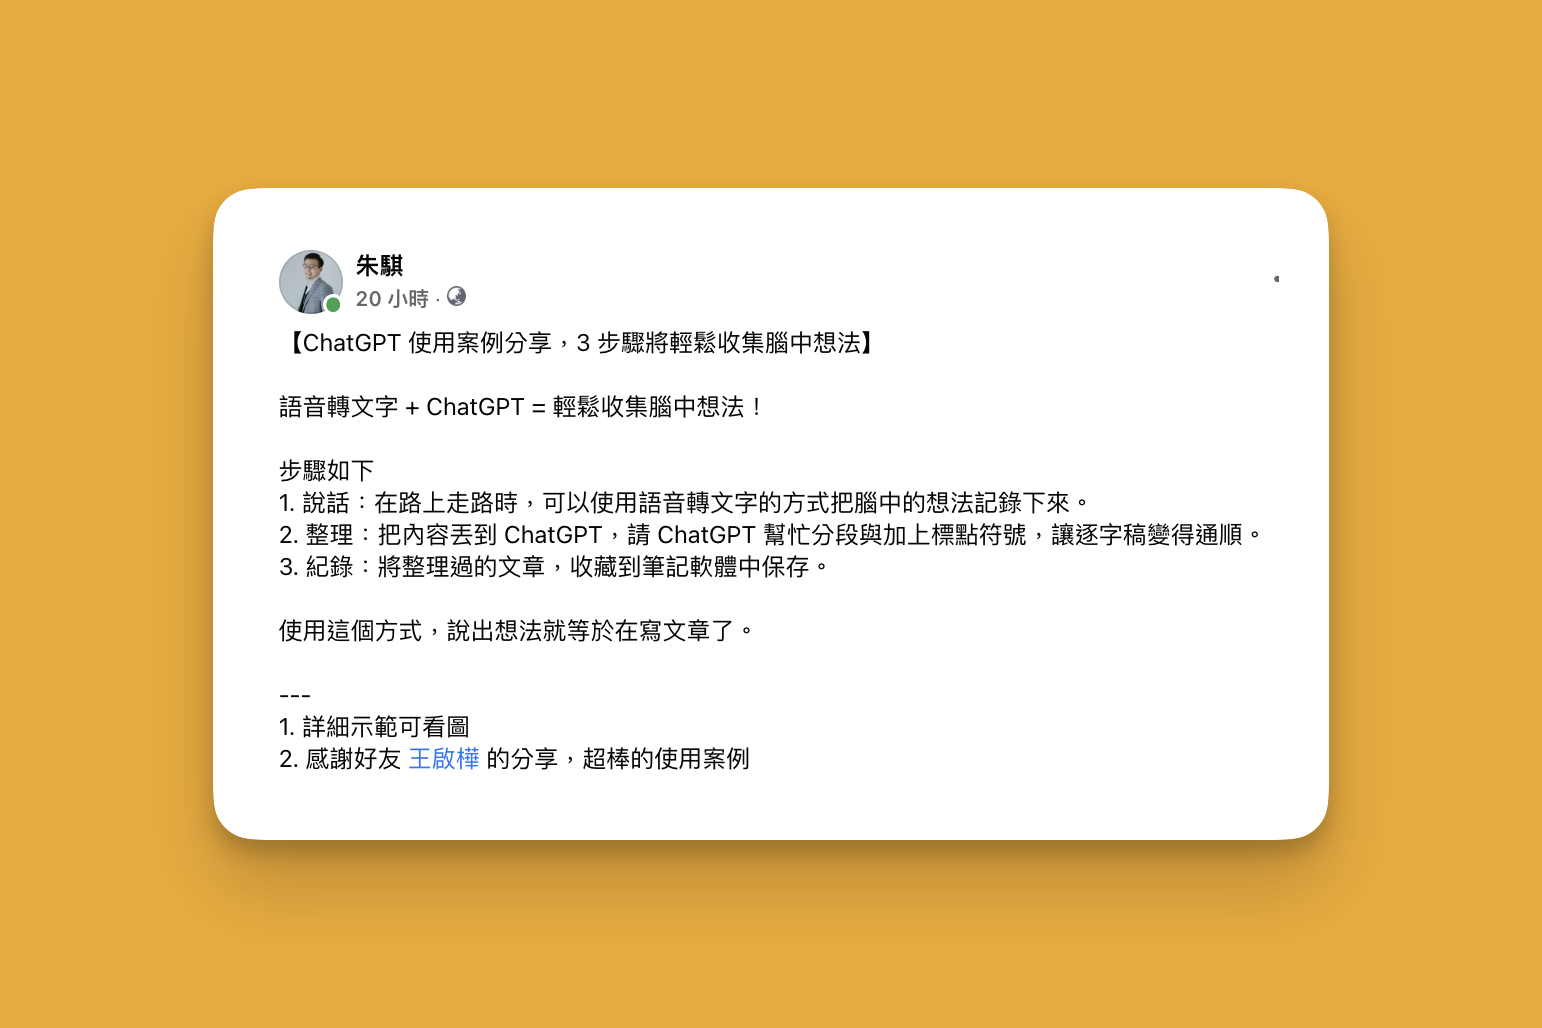 朱騏
20 小時 ·
【ChatGPT 使用案例分享，3 步驟將輕鬆收集腦中想法】
語音轉文字 + ChatGPT = 輕鬆收集腦中想法！
步驟如下
1. 說話：在路上走路時，可以使用語音轉文字的方式把腦中的想法記錄下來。
2. 整理：把內容丟到 ChatGPT，請 ChatGPT 幫忙分段與加上標點符號，讓逐字稿變得通順。
3. 紀錄：將整理過的文章，收藏到筆記軟體中保存。
使用這個方式，說出想法就等於在寫文章了。
---
1. 詳細示範可看圖
2. 感謝好友 王啟樺 的分享，超棒的使用案例